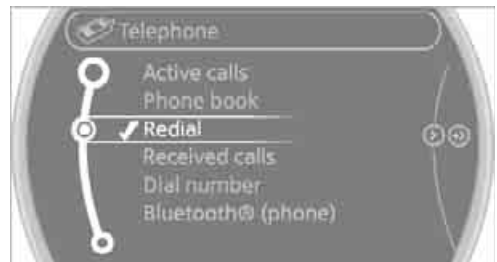 Telephone
Active calls
Phone book
Redial
Received calls
Dial number
Bluetooth® (phone)